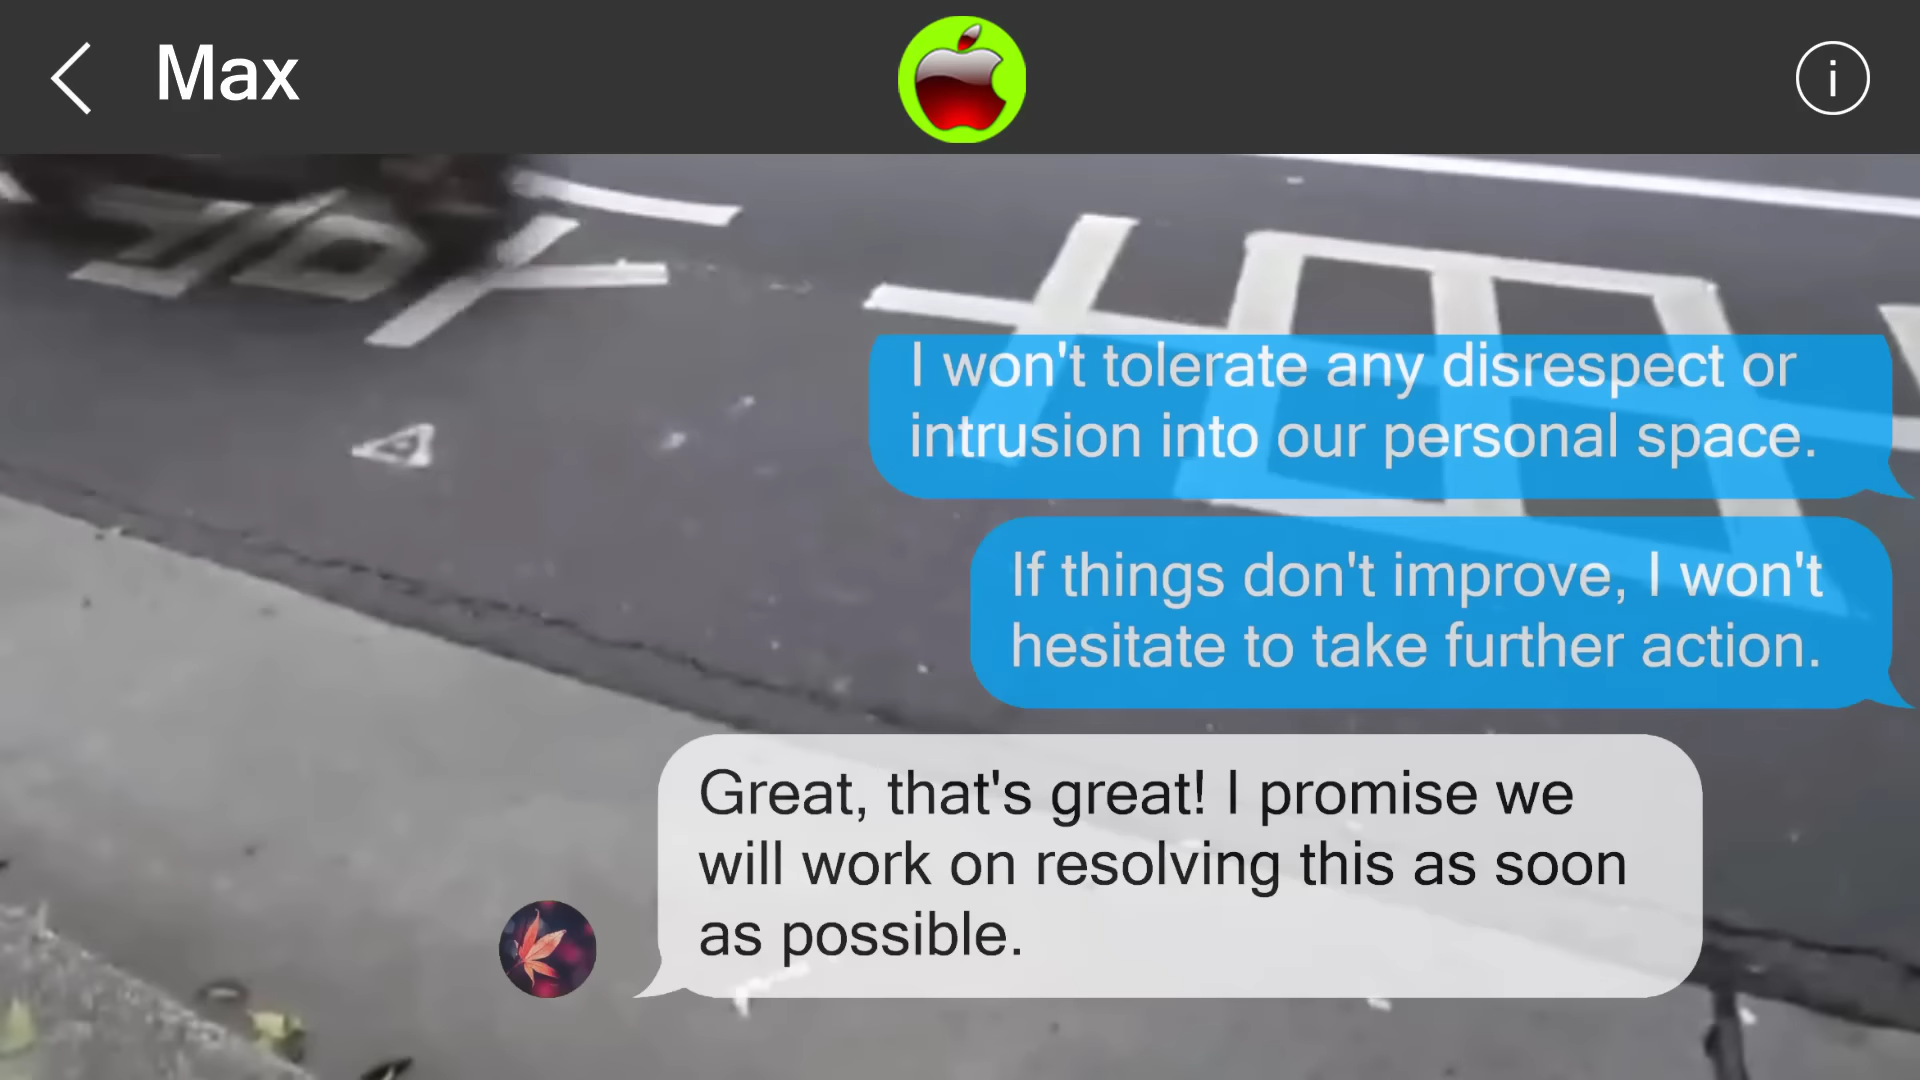 Max
i
I won't tolerate any disrespect or
intrusion into our personal space.
If things don't improve, I won't
hesitate to take further action.
Great, that's great! I promise we
will work on resolving this as soon
as possible.